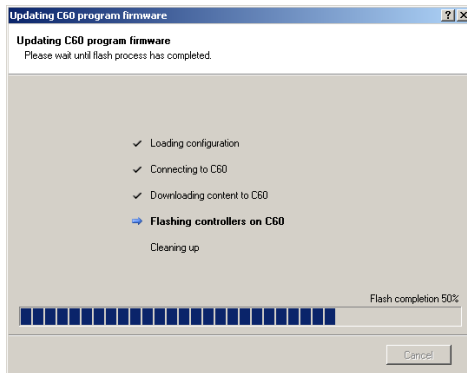 Updating C60 program firmware
Updating C60 program firmware
Please wait until flash process has completed.
Loading configuration
Connecting to C60
Downloading content to C60
Flashing controllers on C60
Cleaning up
Flash completion 50%
Cancel